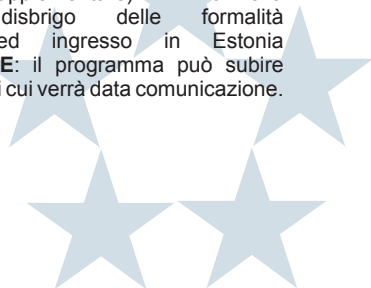 disbrigo delle formalità
ed ingresso in Estonia
E: il programma può subire
i cui verrà data comunicazione.